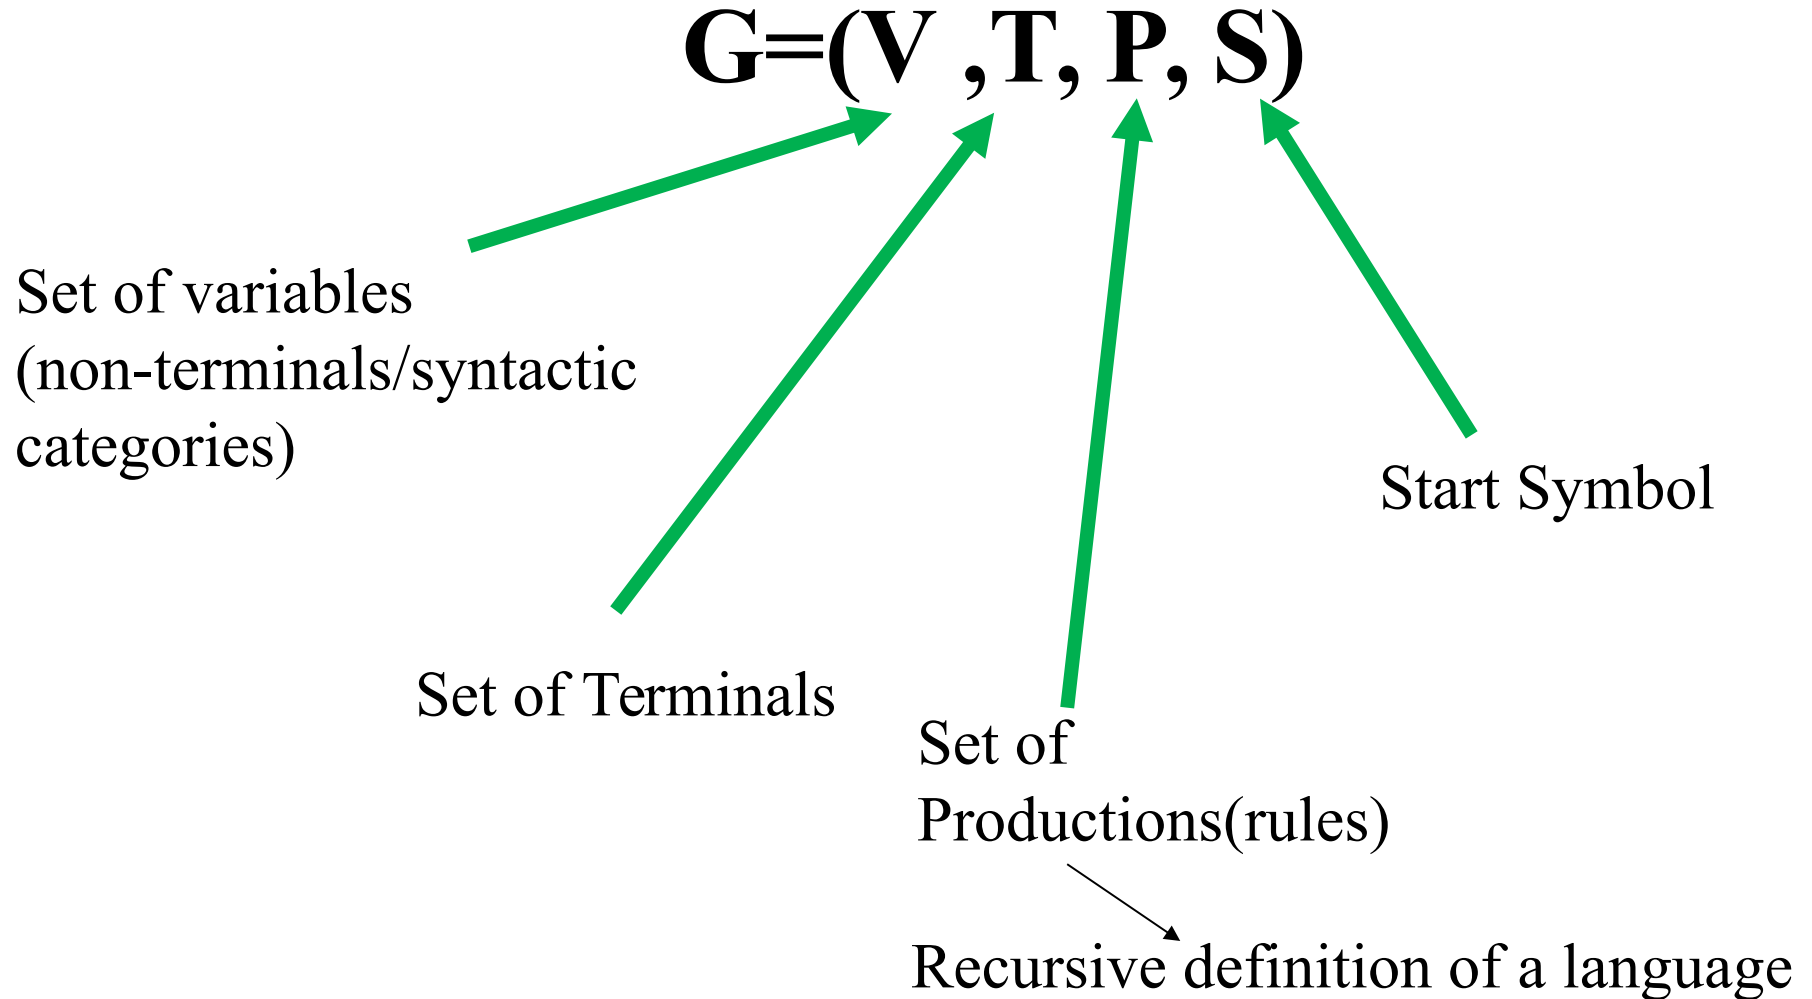 G=(V ,T, P, S)
Set of variables
(non-terminals/syntactic
categories)
Start Symbol
Set of Terminals
Set of
Productions(rules)
Recursive definition of a language